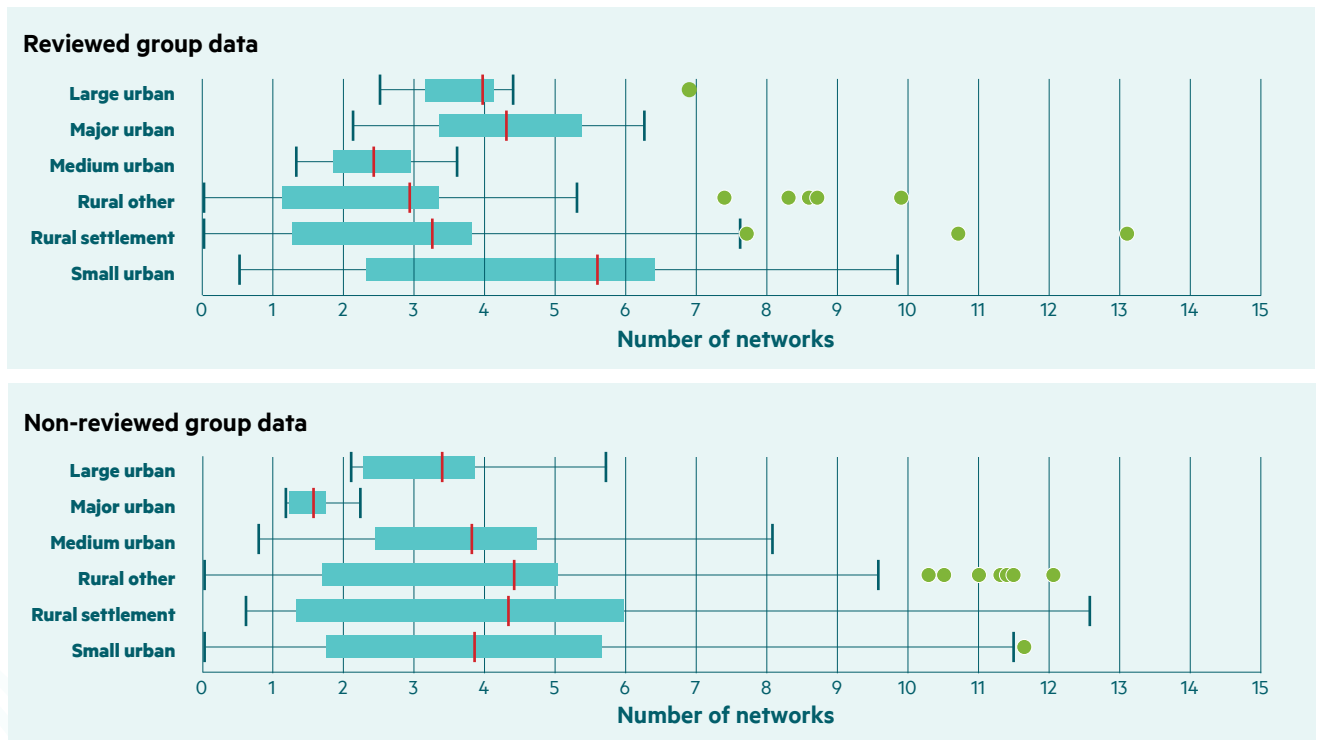 Reviewed group data
Large urban
Major urban
Medium urban
Rural other
Rural settlement
Small urban
0 1 2 3 4 5 6 7 8 9 10 11 12 13 14 15
Number of networks
Non-reviewed group data
Large urban
Major urban
Medium urban
Rural other
Rural settlement
Small urban
0 1 2 3 4 5 6 7 8 9 10 11 12 13 14 15
Number of networks